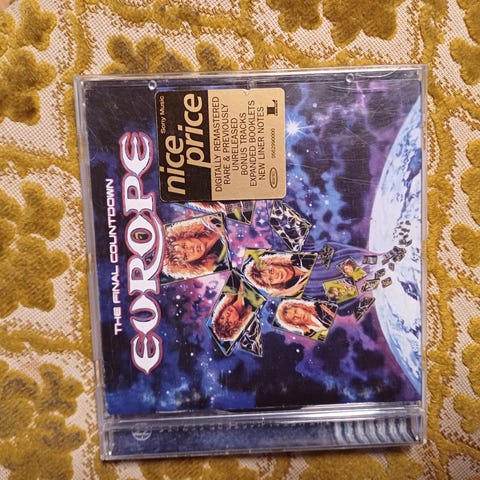 THE FINAL COUNTDOWN
EUROPE
Sony Music
nice
price
DIGITALLY REMASTERED
RARE & PREVIOUSLY
UNRELEASED
BONUS TRACKS
EXPANDED BOOKLETS
NEW LINER NOTES